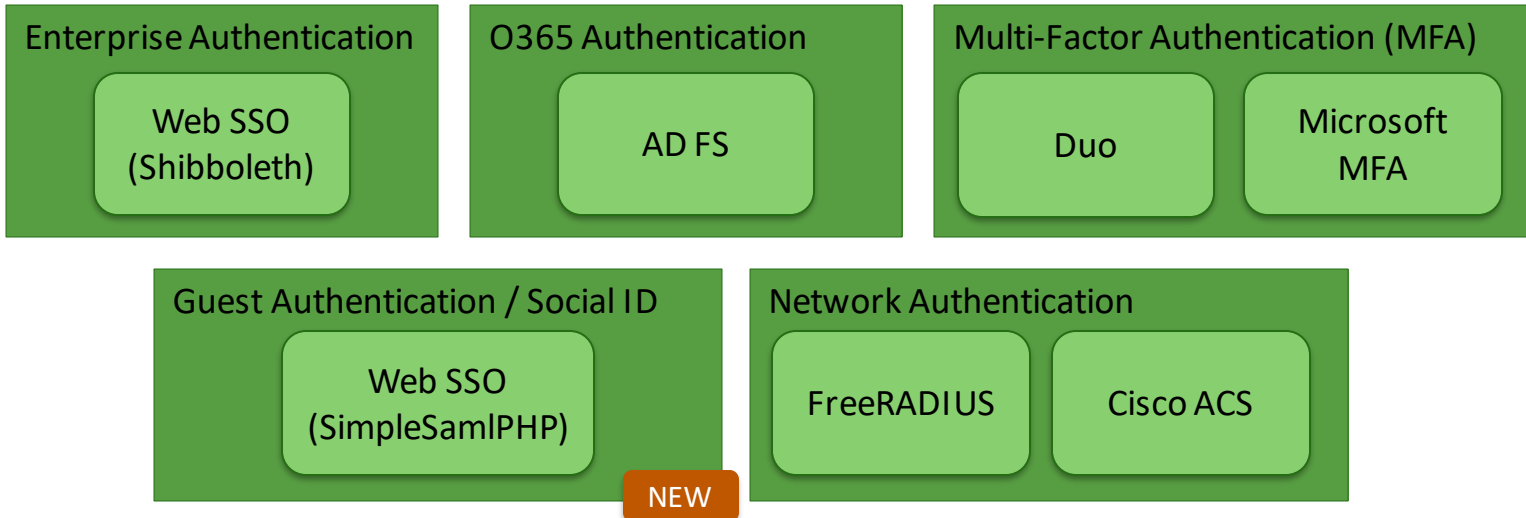 Enterprise Authentication
Web SSO
(Shibboleth)
O365 Authentication
AD FS
Multi-Factor Authentication (MFA)
Duo
Microsoft
MFA
Guest Authentication / Social ID
Web SSO
(SimpleSamlPHP)
NEW
Network Authentication
FreeRADIUS
Cisco ACS